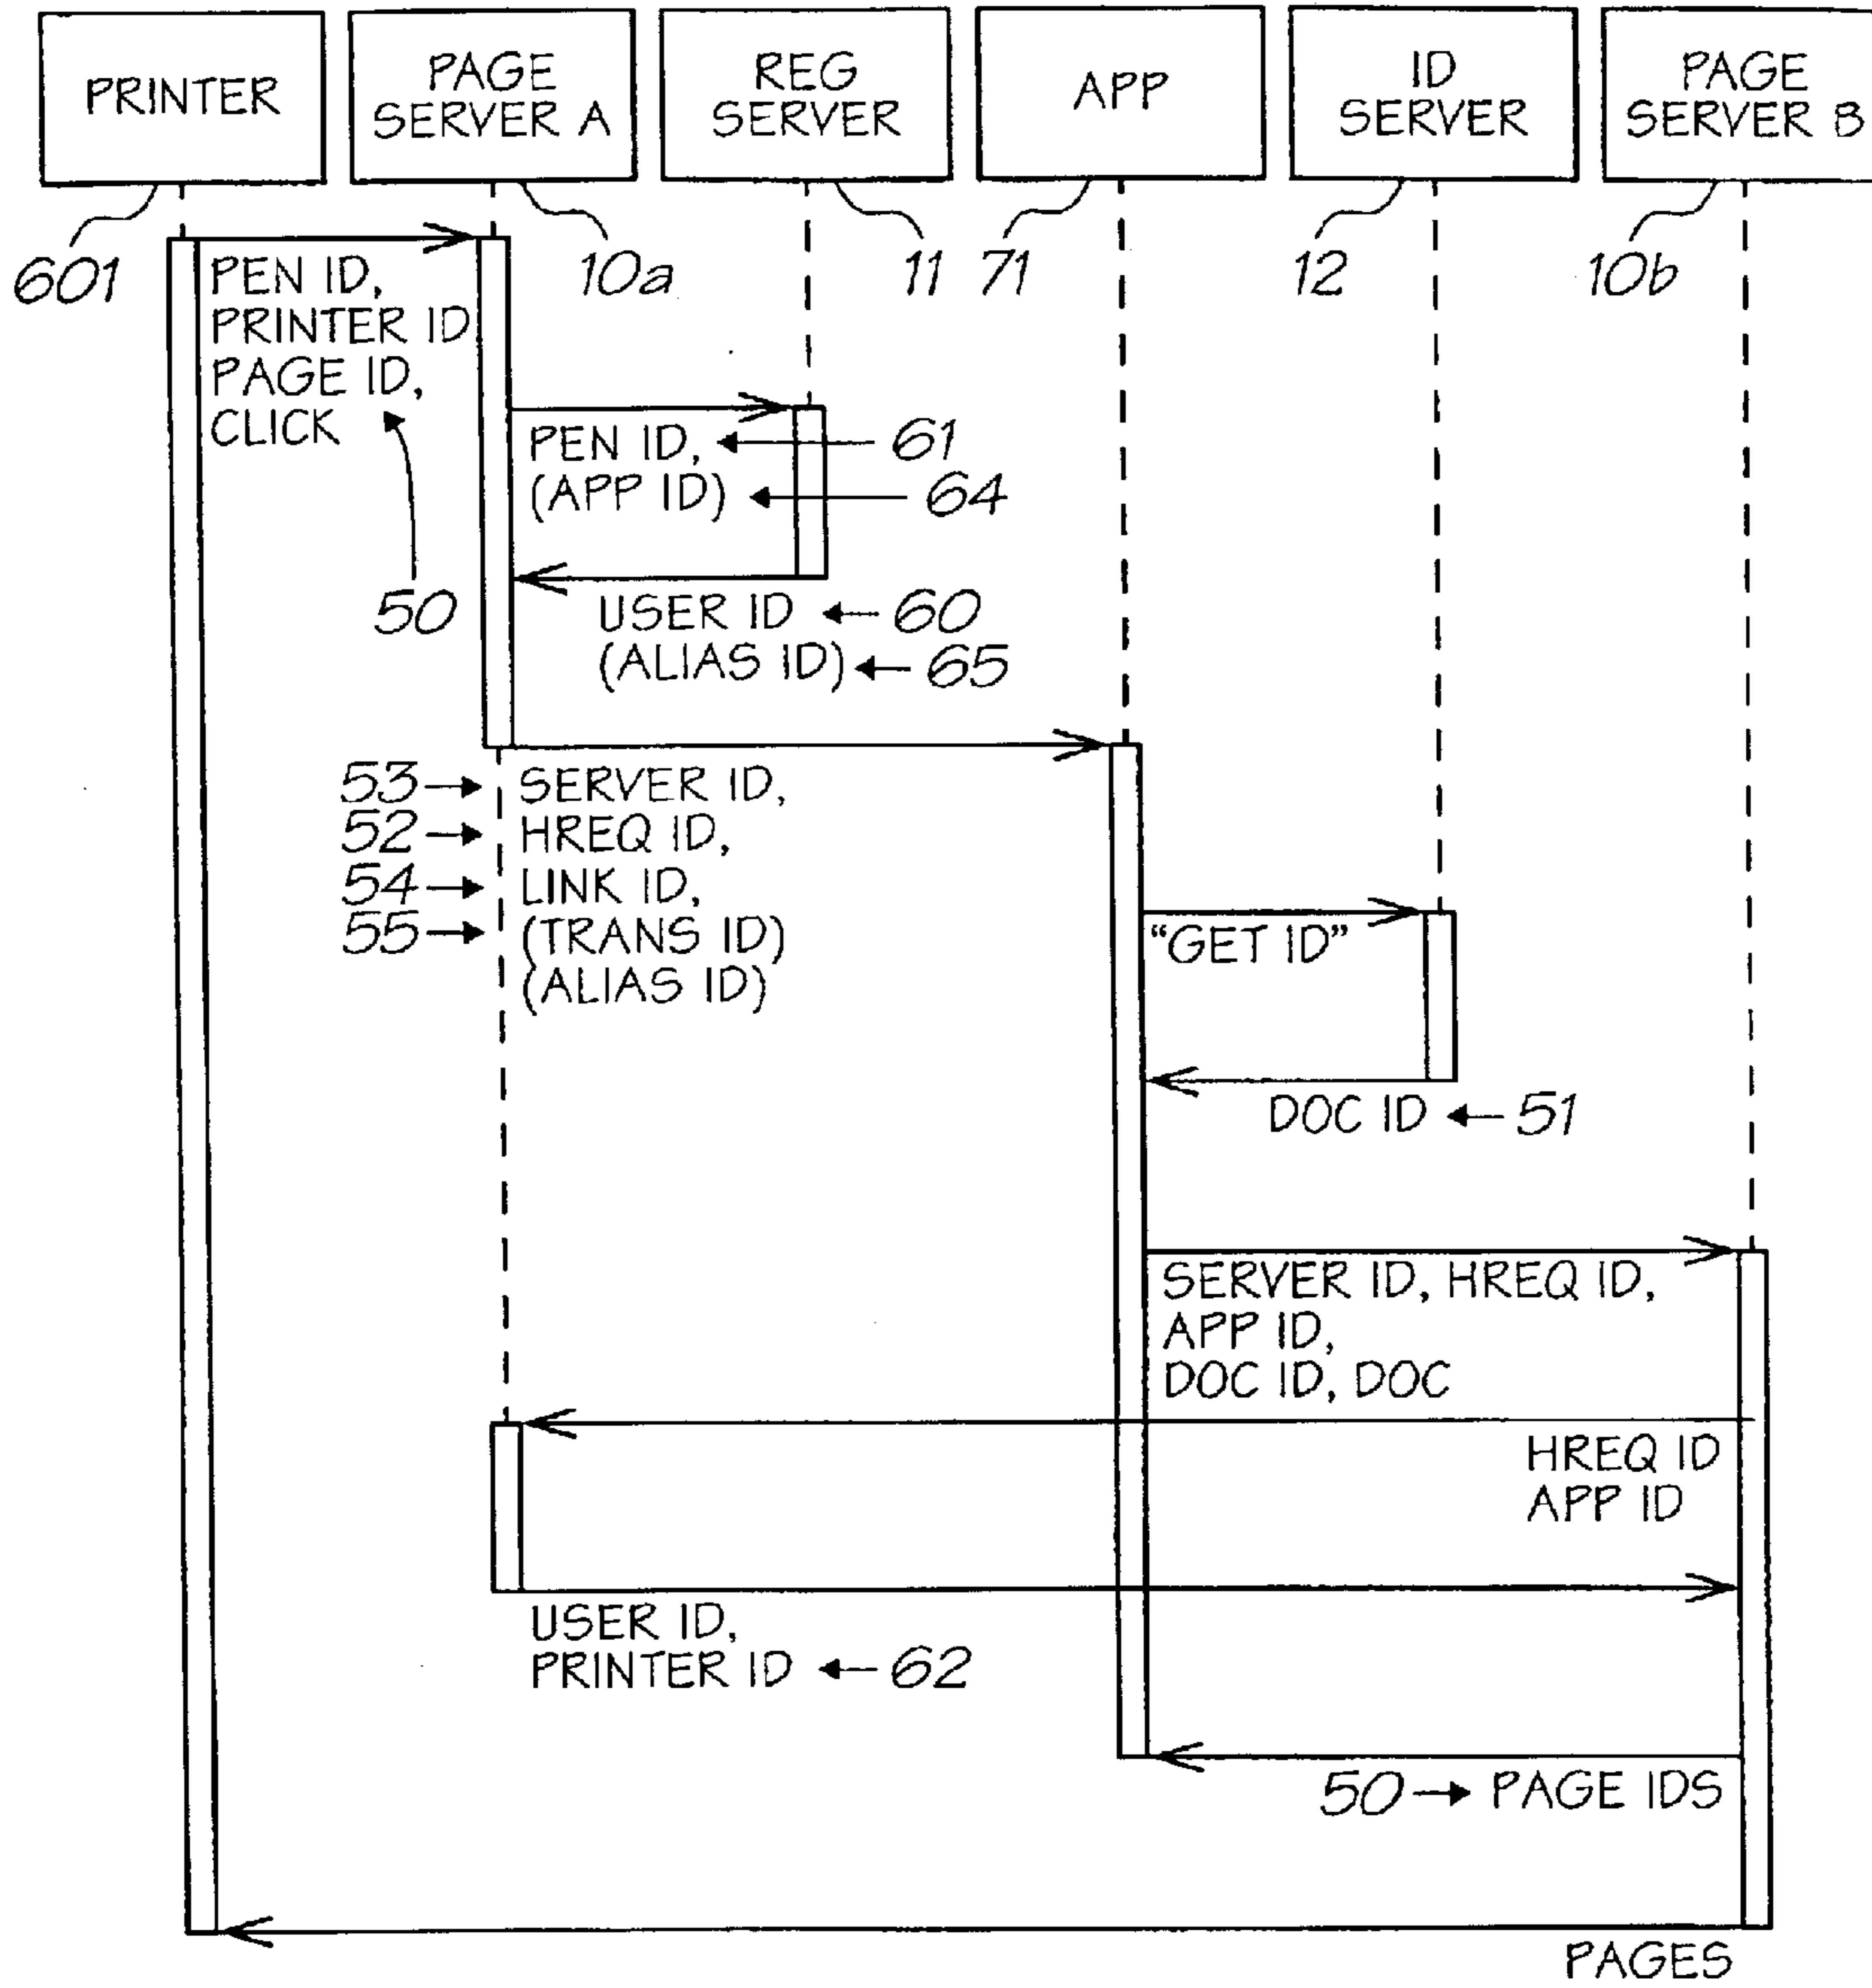 PRINTER
PAGE
SERVER A
REG
SERVER
APP
ID
SERVER
PAGE
SERVER B
601
10a
11
71
12
10b
PEN ID,
PRINTER ID
PAGE ID,
CLICK
50
PEN ID,
61
(APP ID)
64
USER ID
60
(ALIAS ID)
65
53
SERVER ID,
52
HREQ ID,
54
LINK ID,
55
(TRANS ID)
(ALIAS ID)
“GET ID”
DOC ID
51
SERVER ID, HREQ ID,
APP ID,
DOC ID, DOC
HREQ ID
APP ID
USER ID,
PRINTER ID
62
50
PAGE IDS
PAGES